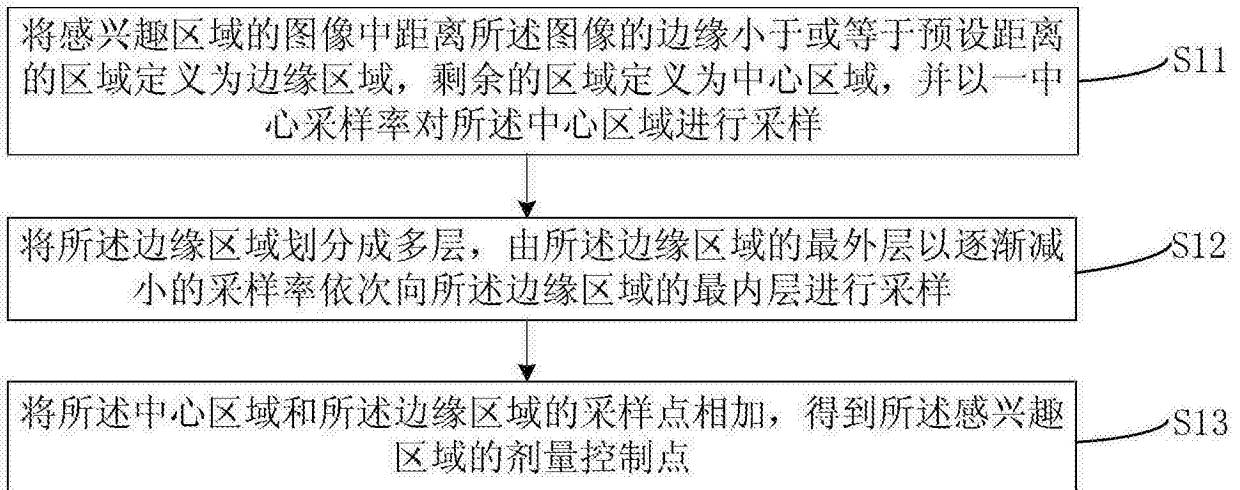 将感兴趣区域的图像中距离所述图像的边缘小于或等于预设距离
的区域定义为边缘区域，剩余的区域定义为中心区域，并以一中
心采样率对所述中心区域进行采样
S11
将所述边缘区域划分成多层，由所述边缘区域的最外层以逐渐减
小的采样率依次向所述边缘区域的最内层进行采样
S12
将所述中心区域和所述边缘区域的采样点相加，得到所述感兴趣
区域的剂量控制点
S13